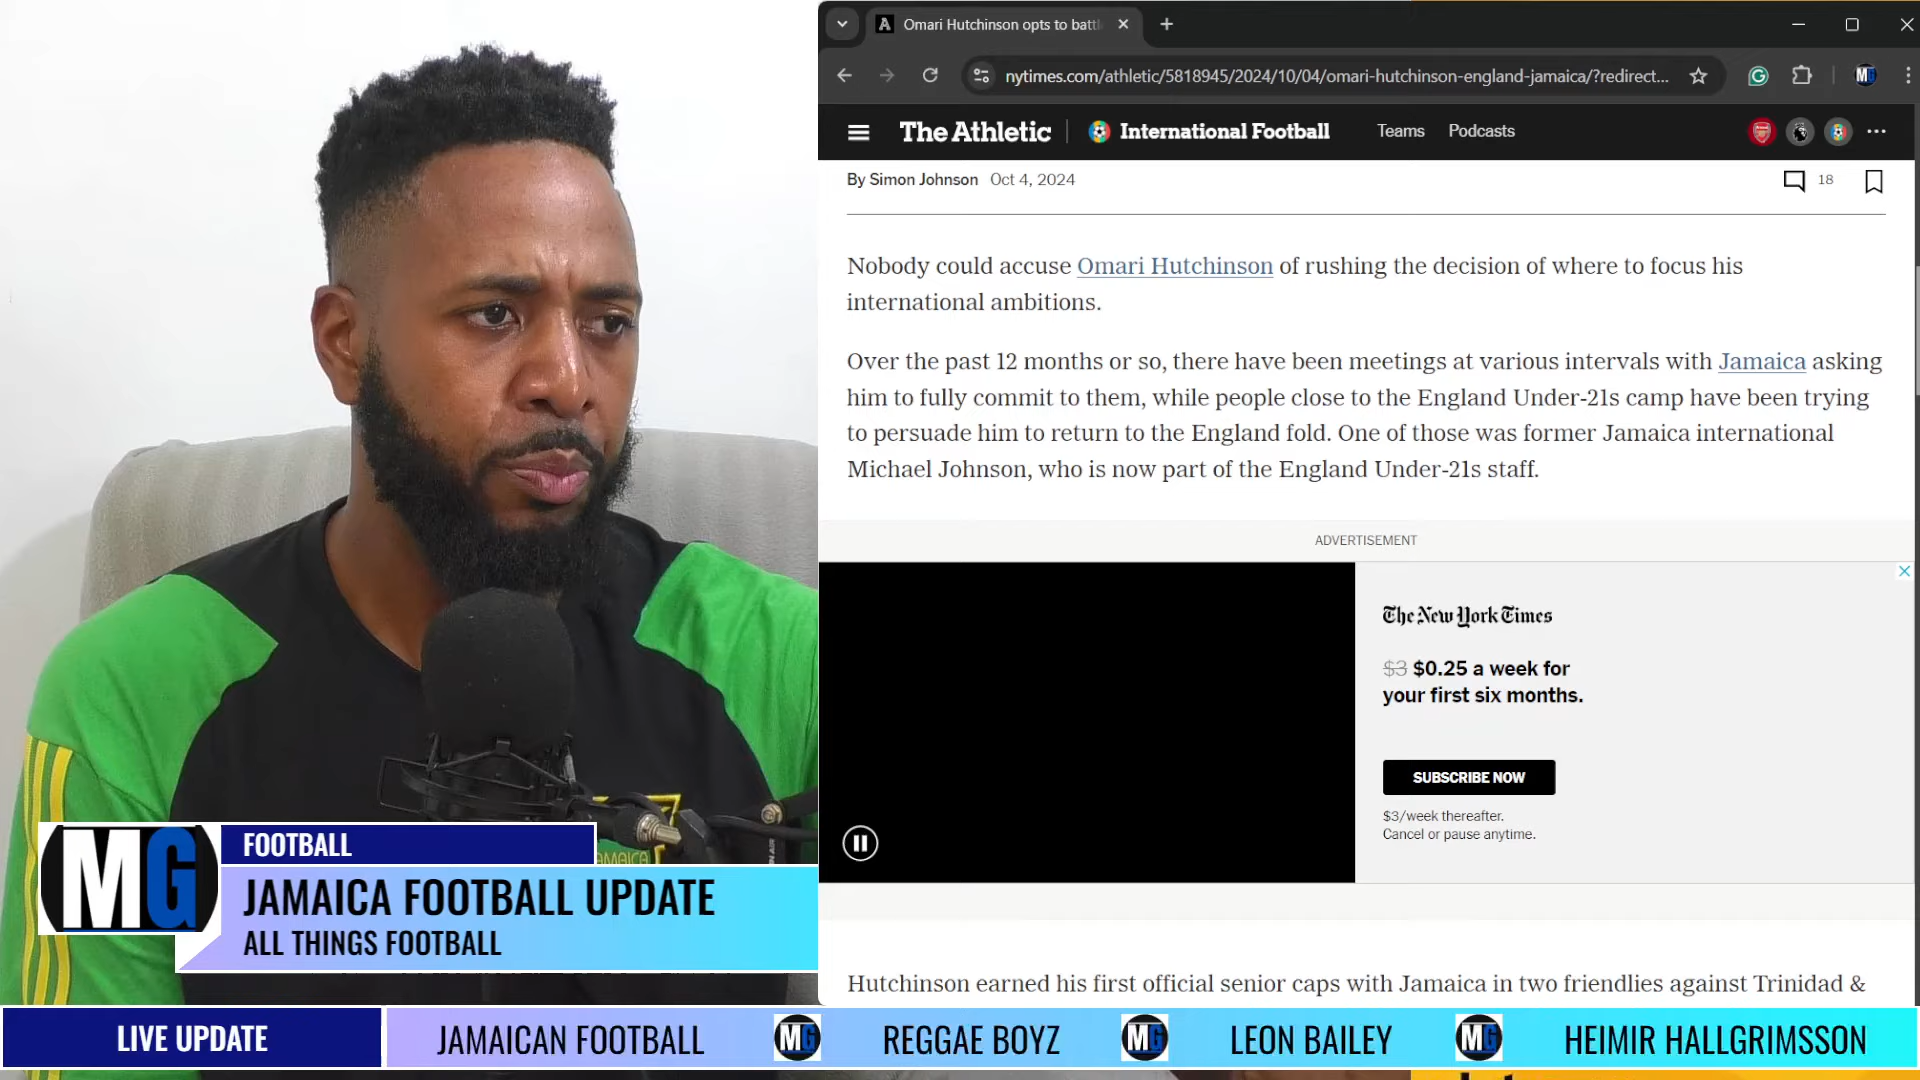 Omari Hutchinson opts to battl
nytimes.com/athletic/5818945/2024/10/04/omari-hutchinson-england-jamaica/?redirect...
The Athletic
International Football
Teams
Podcasts
By Simon Johnson Oct 4, 2024
18
Nobody could accuse Omari Hutchinson of rushing the decision of where to focus his
international ambitions.
Over the past 12 months or so, there have been meetings at various intervals with Jamaica asking
him to fully commit to them, while people close to the England Under-21s camp have been trying
to persuade him to return to the England fold. One of those was former Jamaica international
Michael Johnson, who is now part of the England Under-21s staff.
ADVERTISEMENT
The New York Times
$3 $0.25 a week for
your first six months.
SUBSCRIBE NOW
$3/week thereafter.
Cancel or pause anytime.
Hutchinson earned his first official senior caps with Jamaica in two friendlies against Trinidad &
JAMAICA
ON AIR
MG
FOOTBALL
JAMAICA FOOTBALL UPDATE
ALL THINGS FOOTBALL
LIVE UPDATE
JAMAICAN FOOTBALL
MG
REGGAE BOYZ
MG
LEON BAILEY
MG
HEIMIR HALLGRIMSSON